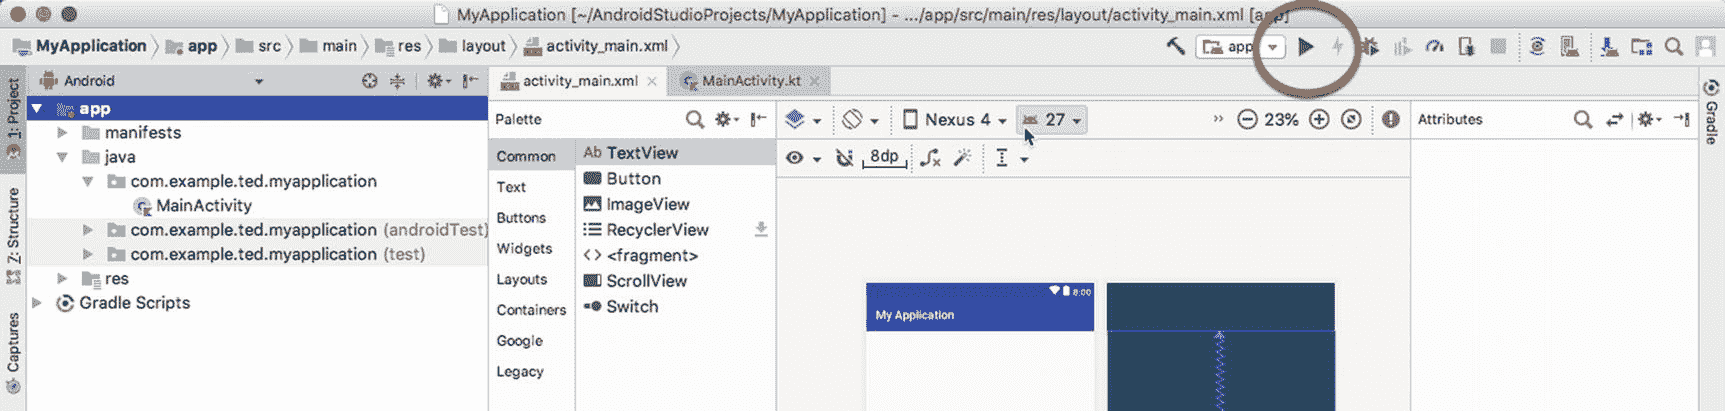 MyApplication [~/AndroidStudioProjects/MyApplication] - .../app/src/main/res/layout/activity_main.xml [app]
MyApplication app src main res layout activity_main.xml app
1: Project
Z: Structure
Captures
Android
app
manifests
java
com.example.ted.myapplication
MainActivity
com.example.ted.myapplication (androidTest)
com.example.ted.myapplication (test)
res
Gradle Scripts
activity_main.xml MainActivity.kt
Palette
Common
Text
Buttons
Widgets
Layouts
Containers
Google
Legacy
Ab TextView
Button
ImageView
RecyclerView
<fragment>
ScrollView
Switch
Nexus 4 27 23%
8dp
8:00
My Application
Attributes
Gradle